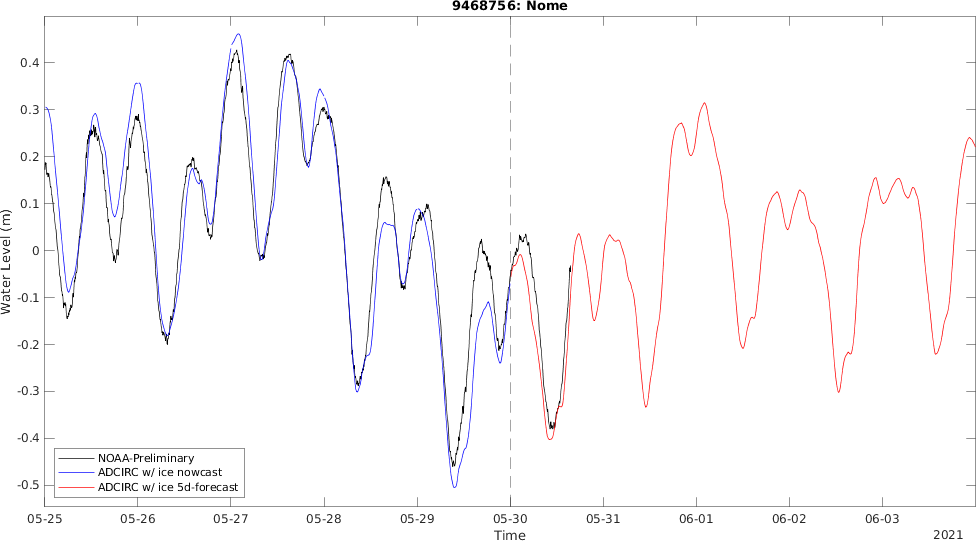 9468756: Nome
Water Level (m)
0.4
0.3
0.2
0.1
0
-0.1
-0.2
-0.3
-0.4
-0.5
NOAA-Preliminary
ADCIRC w/ ice nowcast
ADCIRC w/ ice 5d-forecast
05-25 05-26 05-27 05-28 05-29 05-30 05-31 06-01 06-02 06-03
Time
2021